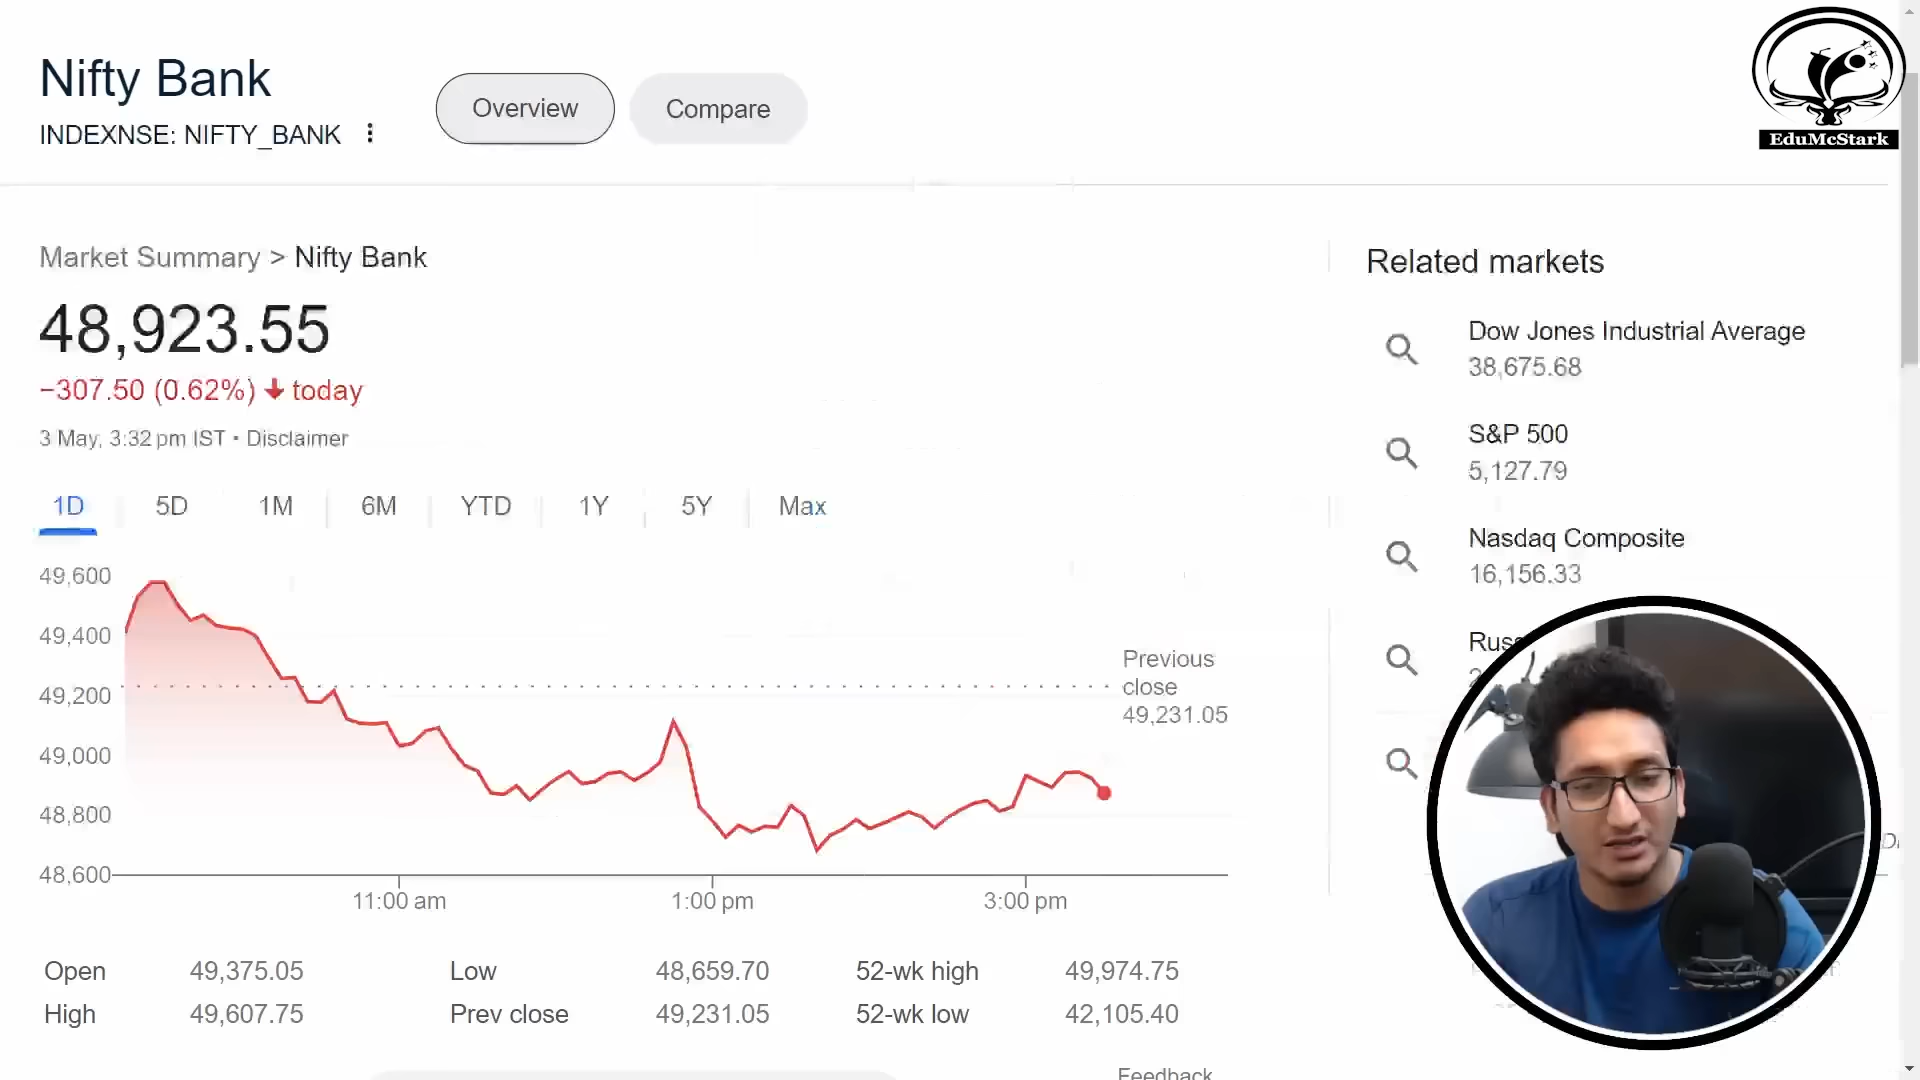 Nifty Bank
INDEXNSE: NIFTY_BANK
Overview
Compare
EduMcStark
Market Summary > Nifty Bank
48,923.55
−307.50 (0.62%) ↓ today
3 May, 3:32 pm IST • Disclaimer
1D 5D 1M 6M YTD 1Y 5Y Max
49,600
49,400
49,200
49,000
48,800
48,600
Previous
close
49,231.05
11:00 am 1:00 pm 3:00 pm
Open 49,375.05 Low 48,659.70 52-wk high 49,974.75
High 49,607.75 Prev close 49,231.05 52-wk low 42,105.40
Feedback
Related markets
Dow Jones Industrial Average
38,675.68
S&P 500
5,127.79
Nasdaq Composite
16,156.33